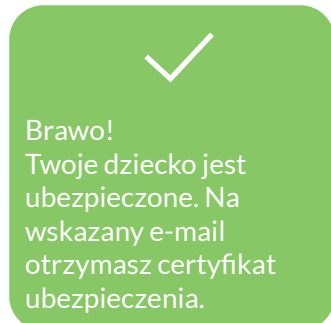 Brawo!
Twoje dziecko jest
ubezpieczone. Na
wskazany e-mail
otrzymasz certyfikat
ubezpieczenia.